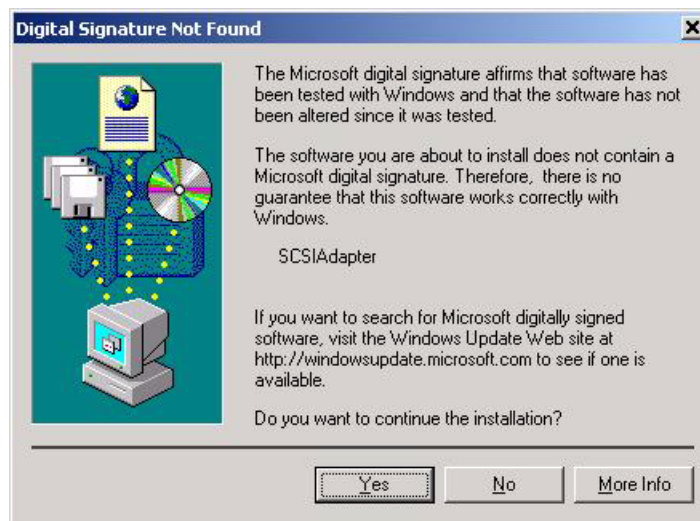 Digital Signature Not Found
The Microsoft digital signature affirms that software has
been tested with Windows and that the software has not
been altered since it was tested.
The software you are about to install does not contain a
Microsoft digital signature. Therefore, there is no
guarantee that this software works correctly with
Windows.
SCSIAdapter
If you want to search for Microsoft digitally signed
software, visit the Windows Update Web site at
http://windowsupdate.microsoft.com to see if one is
available.
Do you want to continue the installation?
Yes No More Info